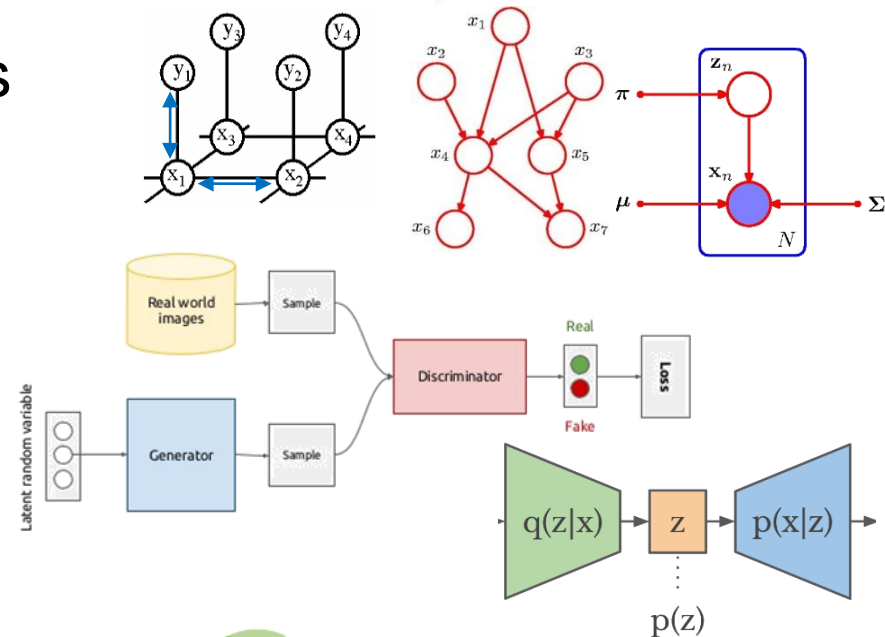 s
y₃
y₄
y₁
y₂
x₃
x₄
x₁
x₂
x₁
x₂
x₃
x₄
x₅
x₆
x₇
zₙ
π
xₙ
μ
Σ
N
Real world
images
Sample
Latent random variable
Generator
Sample
Discriminator
Real
Fake
Loss
q(z|x)
z
p(x|z)
p(z)